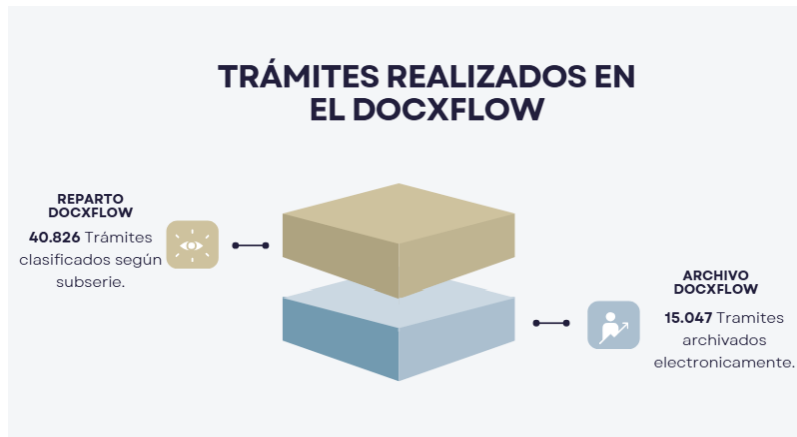 TRÁMITES REALIZADOS EN
EL DOCXFLOW
REPARTO
DOCXFLOW
40.826 Trámites
clasificados según
subserie.
ARCHIVO
DOCXFLOW
15.047 Tramites
archivados
electronicamente.